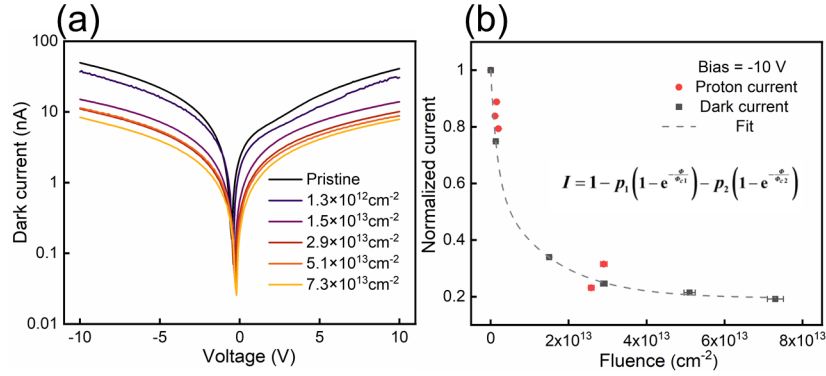 (a)
100
10
1
0.1
0.01
Dark current (nA)
-10
-5
0
5
10
Voltage (V)
Pristine
1.3×10¹²cm⁻²
1.5×10¹³cm⁻²
2.9×10¹³cm⁻²
5.1×10¹³cm⁻²
7.3×10¹³cm⁻²
(b)
1
0.8
0.6
0.4
0.2
Normalized current
0
2x10¹³
4x10¹³
6x10¹³
8x10¹³
Fluence (cm⁻²)
Bias = -10 V
Proton current
Dark current
Fit
I = 1 − p₁(1−e^(−Φ/Φ_c1)) − p₂(1−e^(−Φ/Φ_c2))